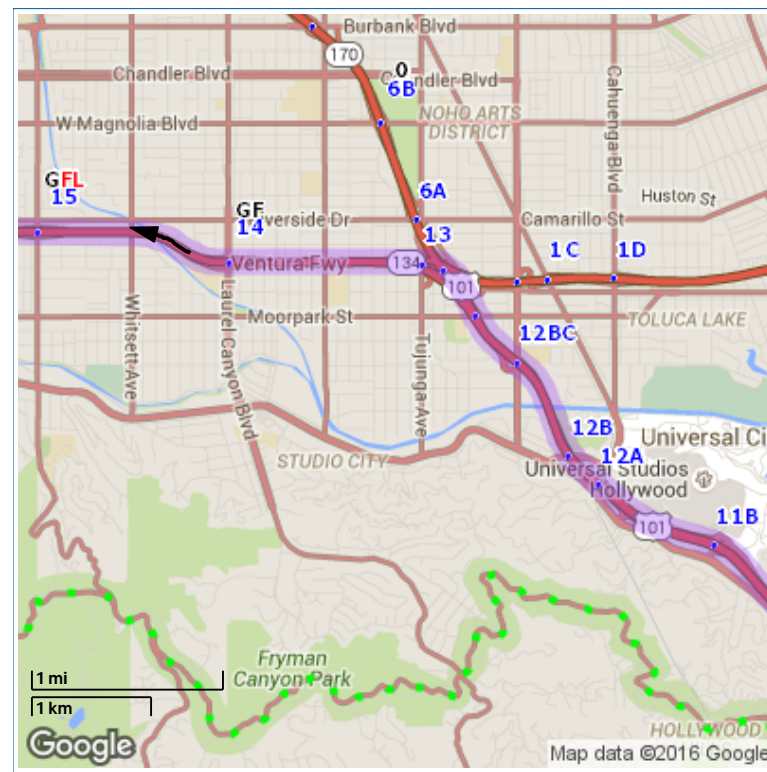 Burbank Blvd
170
Chandler Blvd
0
Chandler Blvd
6B
W Magnolia Blvd
NOHO ARTS
DISTRICT
Cahuenga Blvd
GFL
15
6A
Huston St
GF
14
Riverside Dr
Camarillo St
13
1C
1D
Ventura Fwy
134
101
Whitsett Ave
Laurel Canyon Blvd
Moorpark St
Tujunga Ave
TOLUCA LAKE
12BC
12B
Universal Ci
STUDIO CITY
12A
Universal Studios
Hollywood
11B
101
Fryman
Canyon Park
1 mi
1 km
HOLLYWOOD
Google
Map data ©2016 Google